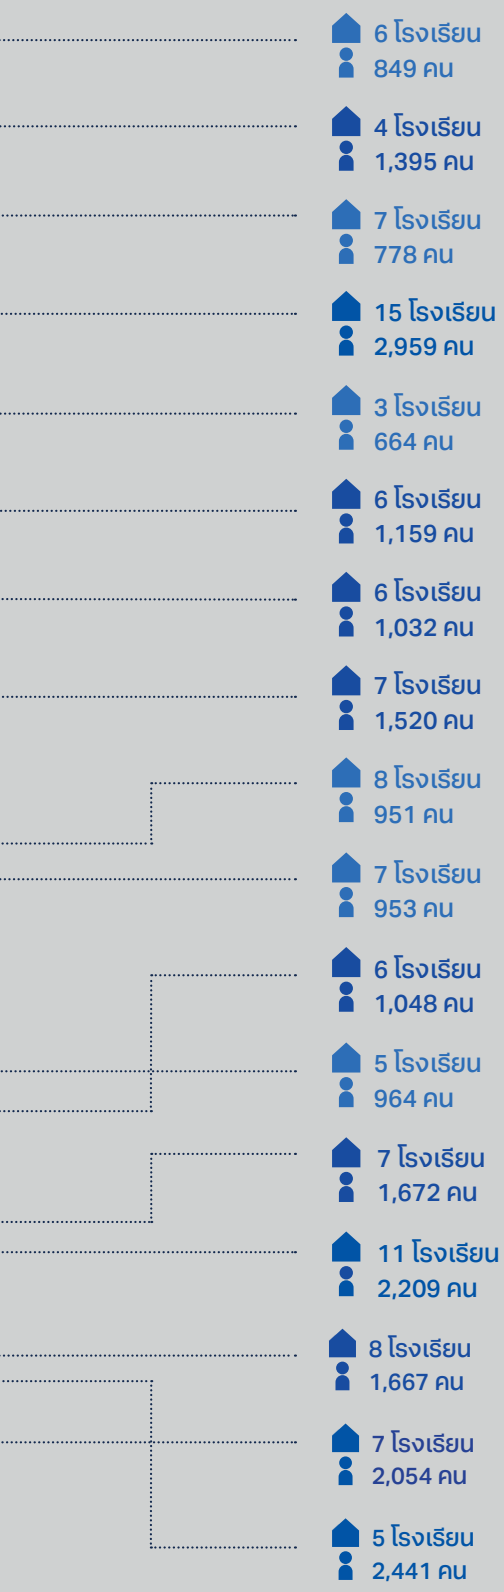 6 โรงเรียน
849 คน
4 โรงเรียน
1,395 คน
7 โรงเรียน
778 คน
15 โรงเรียน
2,959 คน
3 โรงเรียน
664 คน
6 โรงเรียน
1,159 คน
6 โรงเรียน
1,032 คน
7 โรงเรียน
1,520 คน
8 โรงเรียน
951 คน
7 โรงเรียน
953 คน
6 โรงเรียน
1,048 คน
5 โรงเรียน
964 คน
7 โรงเรียน
1,672 คน
11 โรงเรียน
2,209 คน
8 โรงเรียน
1,667 คน
7 โรงเรียน
2,054 คน
5 โรงเรียน
2,441 คน